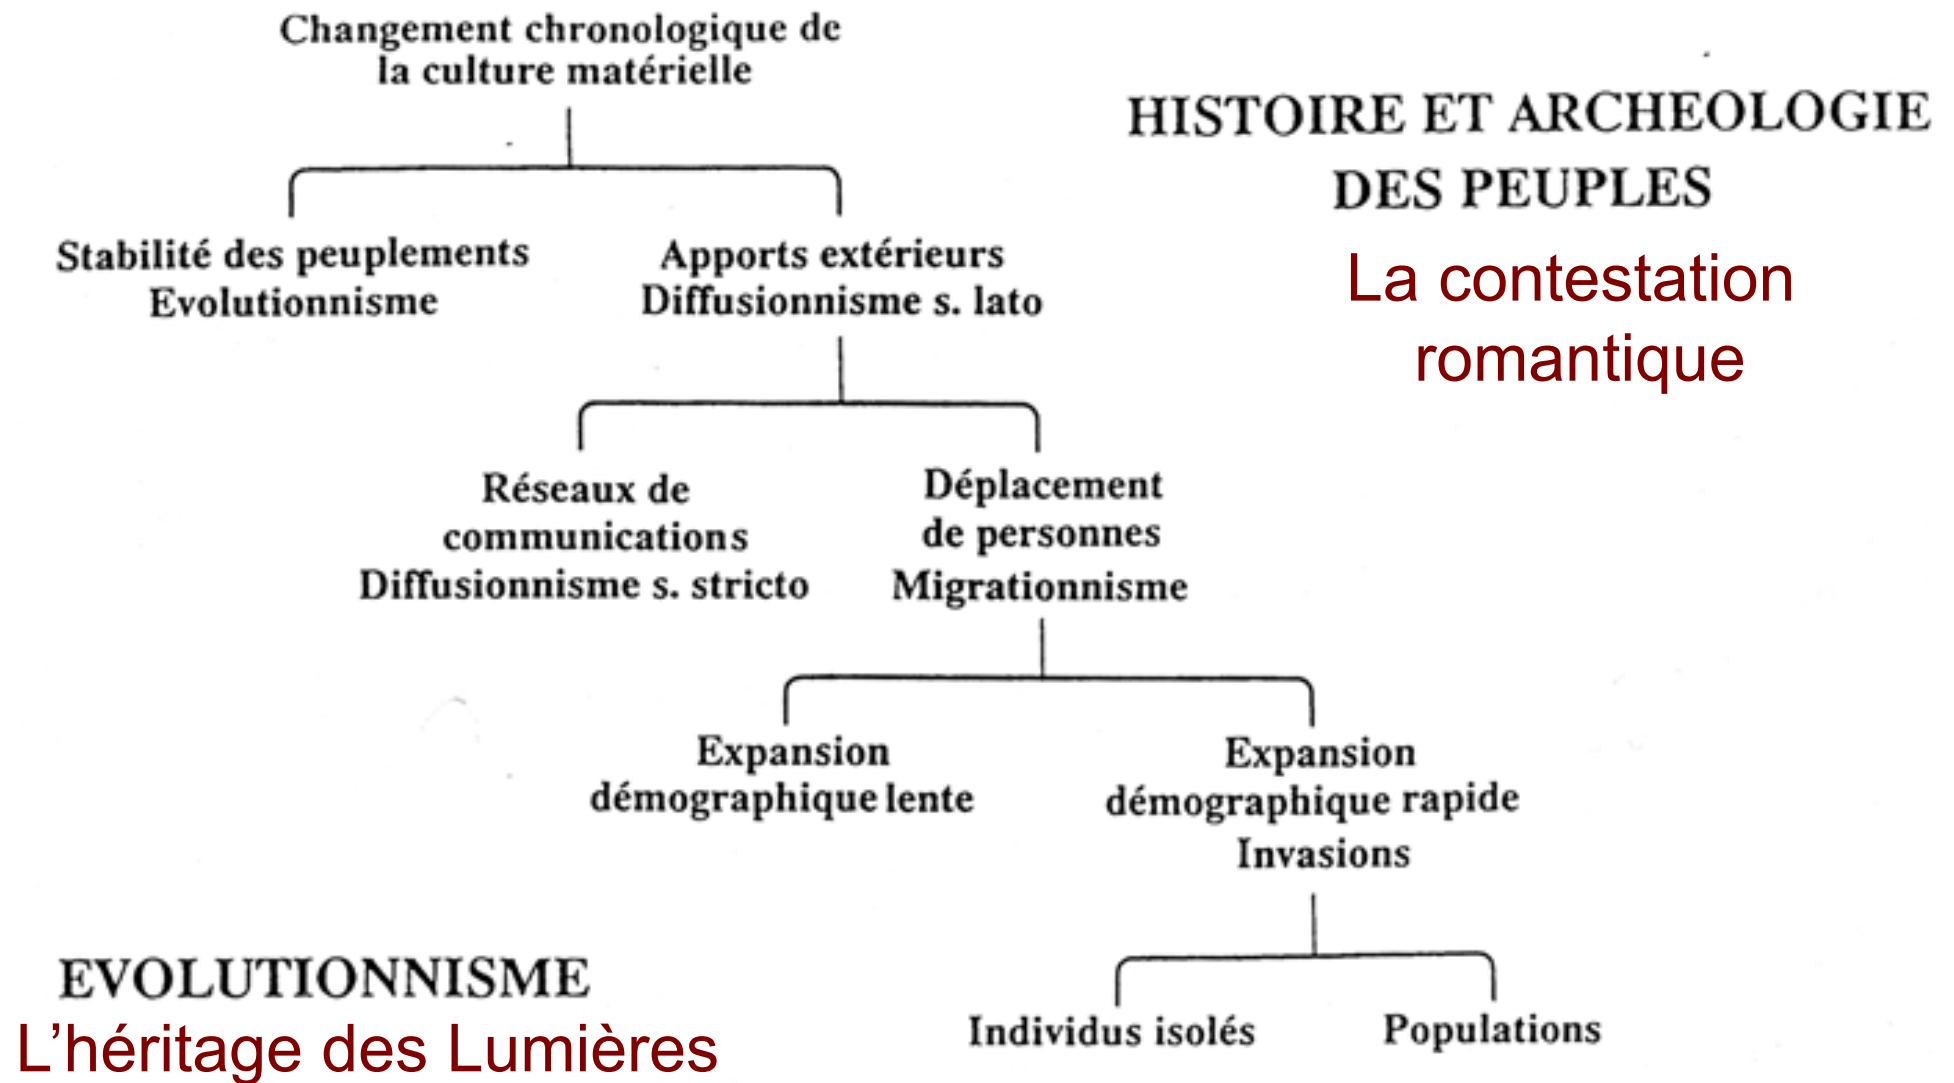 Changement chronologique de
la culture matérielle
HISTOIRE ET ARCHEOLOGIE
DES PEUPLES
La contestation
romantique
Stabilité des peuplements
Evolutionnisme
Apports extérieurs
Diffusionnisme s. lato
Réseaux de
communications
Diffusionnisme s. stricto
Déplacement
de personnes
Migrationnisme
Expansion
démographique lente
Expansion
démographique rapide
Invasions
Individus isolés
Populations
EVOLUTIONNISME
L’héritage des Lumières